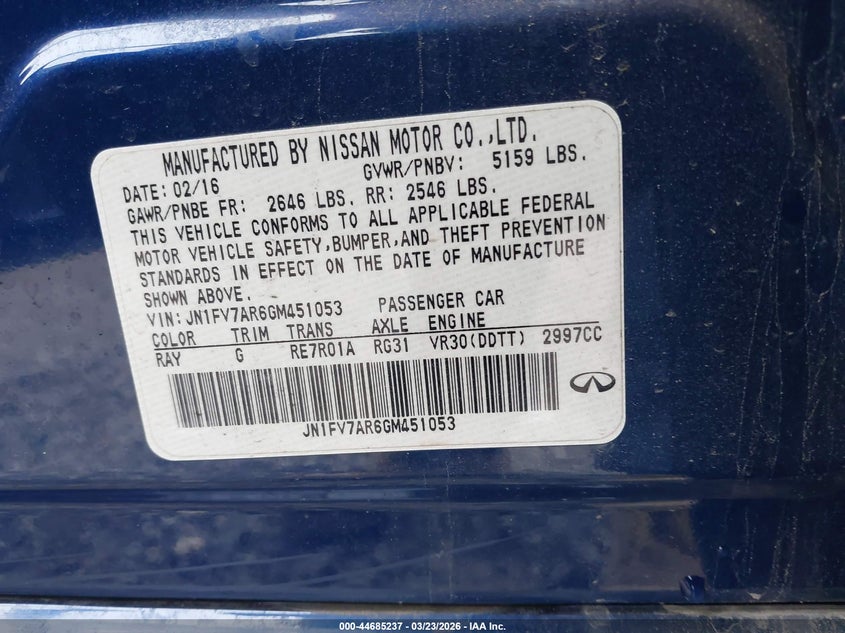 MANUFACTURED BY NISSAN MOTOR CO.,LTD.
DATE: 02/16 GVWR/PNBV: 5159 LBS.
GAWR/PNBE FR: 2646 LBS. RR: 2546 LBS.
THIS VEHICLE CONFORMS TO ALL APPLICABLE FEDERAL
MOTOR VEHICLE SAFETY,BUMPER,AND THEFT PREVENTION
STANDARDS IN EFFECT ON THE DATE OF MANUFACTURE
SHOWN ABOVE.
VIN:JN1FV7AR6GM451053 PASSENGER CAR
COLOR TRIM TRANS AXLE ENGINE
RAY G RE7R01A RG31 VR30(DDTT) 2997CC
JN1FV7AR6GM451053
000-44685237 - 03/23/2026 - IAA Inc.